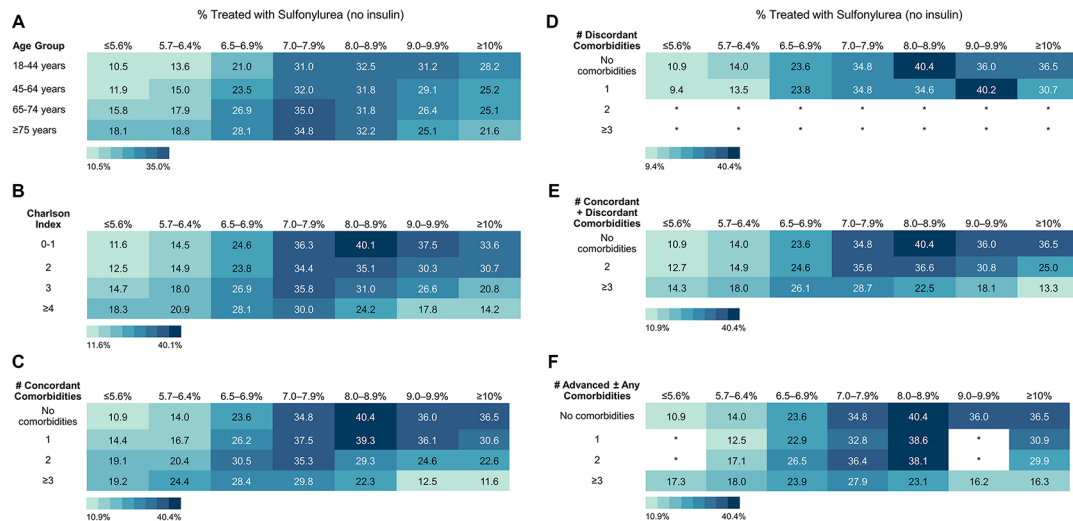 % Treated with Sulfonylurea (no insulin)
A
Age Group ≤5.6% 5.7–6.4% 6.5–6.9% 7.0–7.9% 8.0–8.9% 9.0–9.9% ≥10%
18-44 years 10.5 13.6 21.0 31.0 32.5 31.2 28.2
45-64 years 11.9 15.0 23.5 32.0 31.8 29.1 25.2
65-74 years 15.8 17.9 26.9 35.0 31.8 26.4 25.1
≥75 years 18.1 18.8 28.1 34.8 32.2 25.1 21.6
10.5% 35.0%
B
Charlson
Index ≤5.6% 5.7–6.4% 6.5–6.9% 7.0–7.9% 8.0–8.9% 9.0–9.9% ≥10%
0-1 11.6 14.5 24.6 36.3 40.1 37.5 33.6
2 12.5 14.9 23.8 34.4 35.1 30.3 30.7
3 14.7 18.0 26.9 35.8 31.0 26.6 20.8
≥4 18.3 20.9 28.1 30.0 24.2 17.8 14.2
11.6% 40.1%
C
# Concordant
Comorbidities ≤5.6% 5.7–6.4% 6.5–6.9% 7.0–7.9% 8.0–8.9% 9.0–9.9% ≥10%
No
comorbidities 10.9 14.0 23.6 34.8 40.4 36.0 36.5
1 14.4 16.7 26.2 37.5 39.3 36.1 30.6
2 19.1 20.4 30.5 35.3 29.3 24.6 22.6
≥3 19.2 24.4 28.4 29.8 22.3 12.5 11.6
10.9% 40.4%
% Treated with Sulfonylurea (no insulin)
D
# Discordant
Comorbidities ≤5.6% 5.7–6.4% 6.5–6.9% 7.0–7.9% 8.0–8.9% 9.0–9.9% ≥10%
No
comorbidities 10.9 14.0 23.6 34.8 40.4 36.0 36.5
1 9.4 13.5 23.8 34.8 34.6 40.2 30.7
2 * * * * * * *
≥3 * * * * * * *
9.4% 40.4%
E
# Concordant
+ Discordant
Comorbidities ≤5.6% 5.7–6.4% 6.5–6.9% 7.0–7.9% 8.0–8.9% 9.0–9.9% ≥10%
No
comorbidities 10.9 14.0 23.6 34.8 40.4 36.0 36.5
2 12.7 14.9 24.6 35.6 36.6 30.8 25.0
≥3 14.3 18.0 26.1 28.7 22.5 18.1 13.3
10.9% 40.4%
F
# Advanced ± Any
Comorbidities ≤5.6% 5.7–6.4% 6.5–6.9% 7.0–7.9% 8.0–8.9% 9.0–9.9% ≥10%
No comorbidities 10.9 14.0 23.6 34.8 40.4 36.0 36.5
1 * 12.5 22.9 32.8 38.6 * 30.9
2 * 17.1 26.5 36.4 38.1 * 29.9
≥3 17.3 18.0 23.9 27.9 23.1 16.2 16.3
10.9% 40.4%